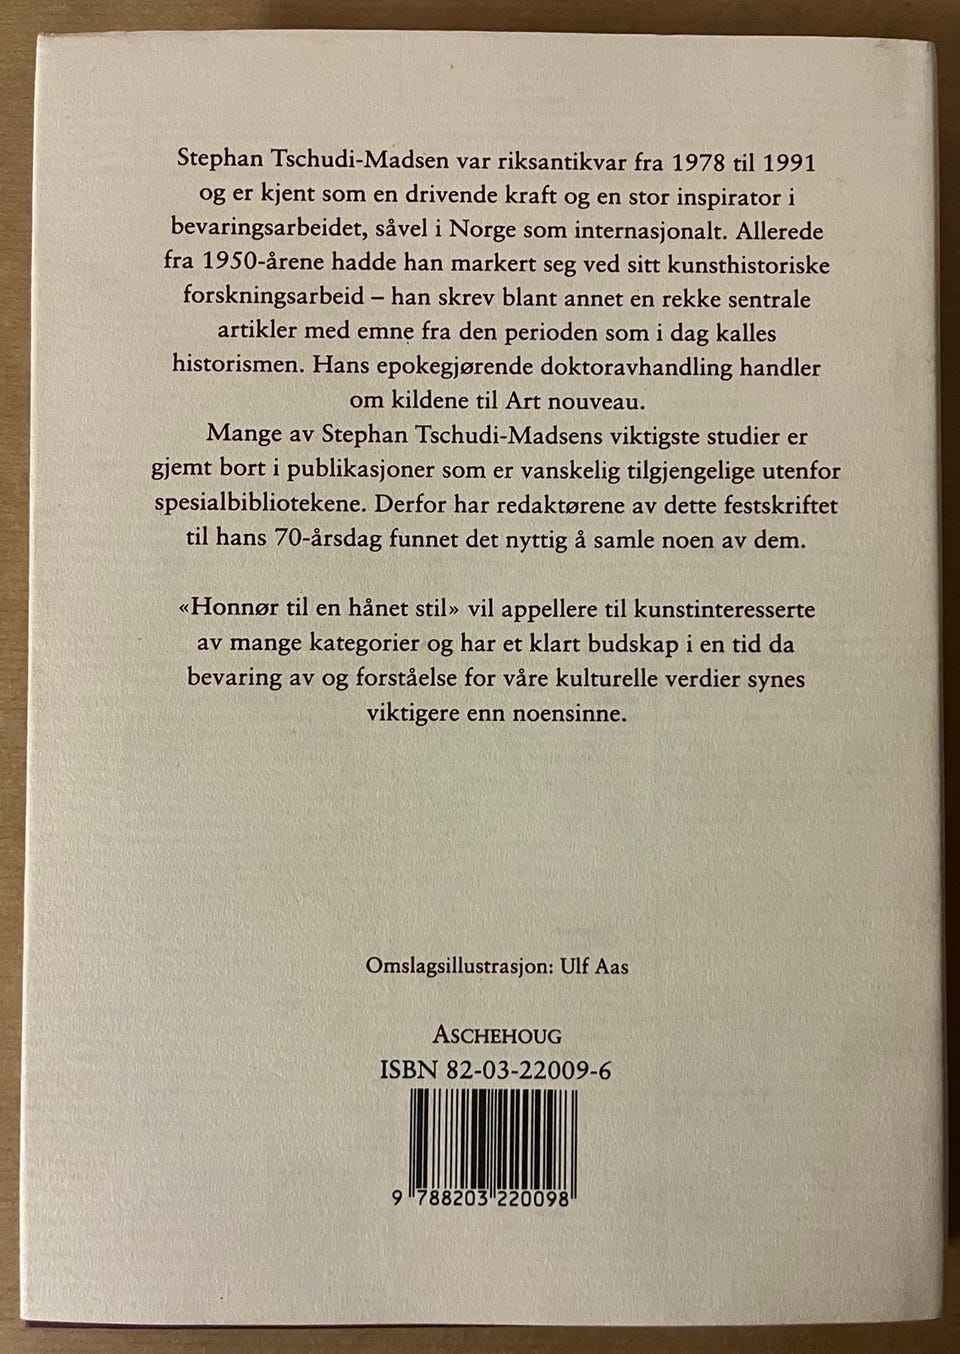 Stephan Tschudi-Madsen var riksantikvar fra 1978 til 1991
og er kjent som en drivende kraft og en stor inspirator i
bevaringsarbeidet, såvel i Norge som internasjonalt. Allerede
fra 1950-årene hadde han markert seg ved sitt kunsthistoriske
forskningsarbeid – han skrev blant annet en rekke sentrale
artikler med emne fra den perioden som i dag kalles
historismen. Hans epokegjørende doktoravhandling handler
om kildene til Art nouveau.
Mange av Stephan Tschudi-Madsens viktigste studier er
gjemt bort i publikasjoner som er vanskelig tilgjengelige utenfor
spesialbibliotekene. Derfor har redaktørene av dette festskriftet
til hans 70-årsdag funnet det nyttig å samle noen av dem.
«Honnør til en hånet stil» vil appellere til kunstinteresserte
av mange kategorier og har et klart budskap i en tid da
bevaring av og forståelse for våre kulturelle verdier synes
viktigere enn noensinne.
Omslagsillustrasjon: Ulf Aas
ASCHEHOUG
ISBN 82-03-22009-6
9 788203 220098